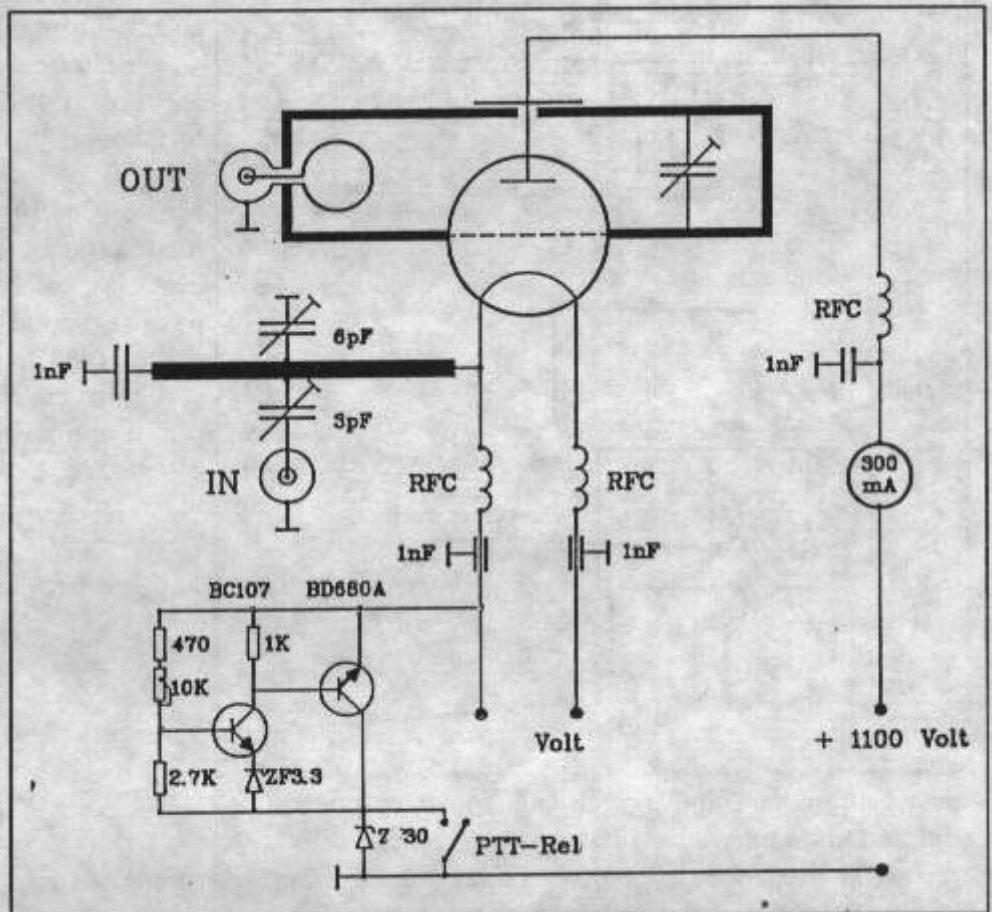 OUT
RFC
6pF
1nF
1nF
3pF
IN
RFC
RFC
300
mA
1nF
1nF
BC107
BD680A
470
1K
10K
Volt
+ 1100 Volt
2.7K
ZF3.3
Z 30
PTT-Rel